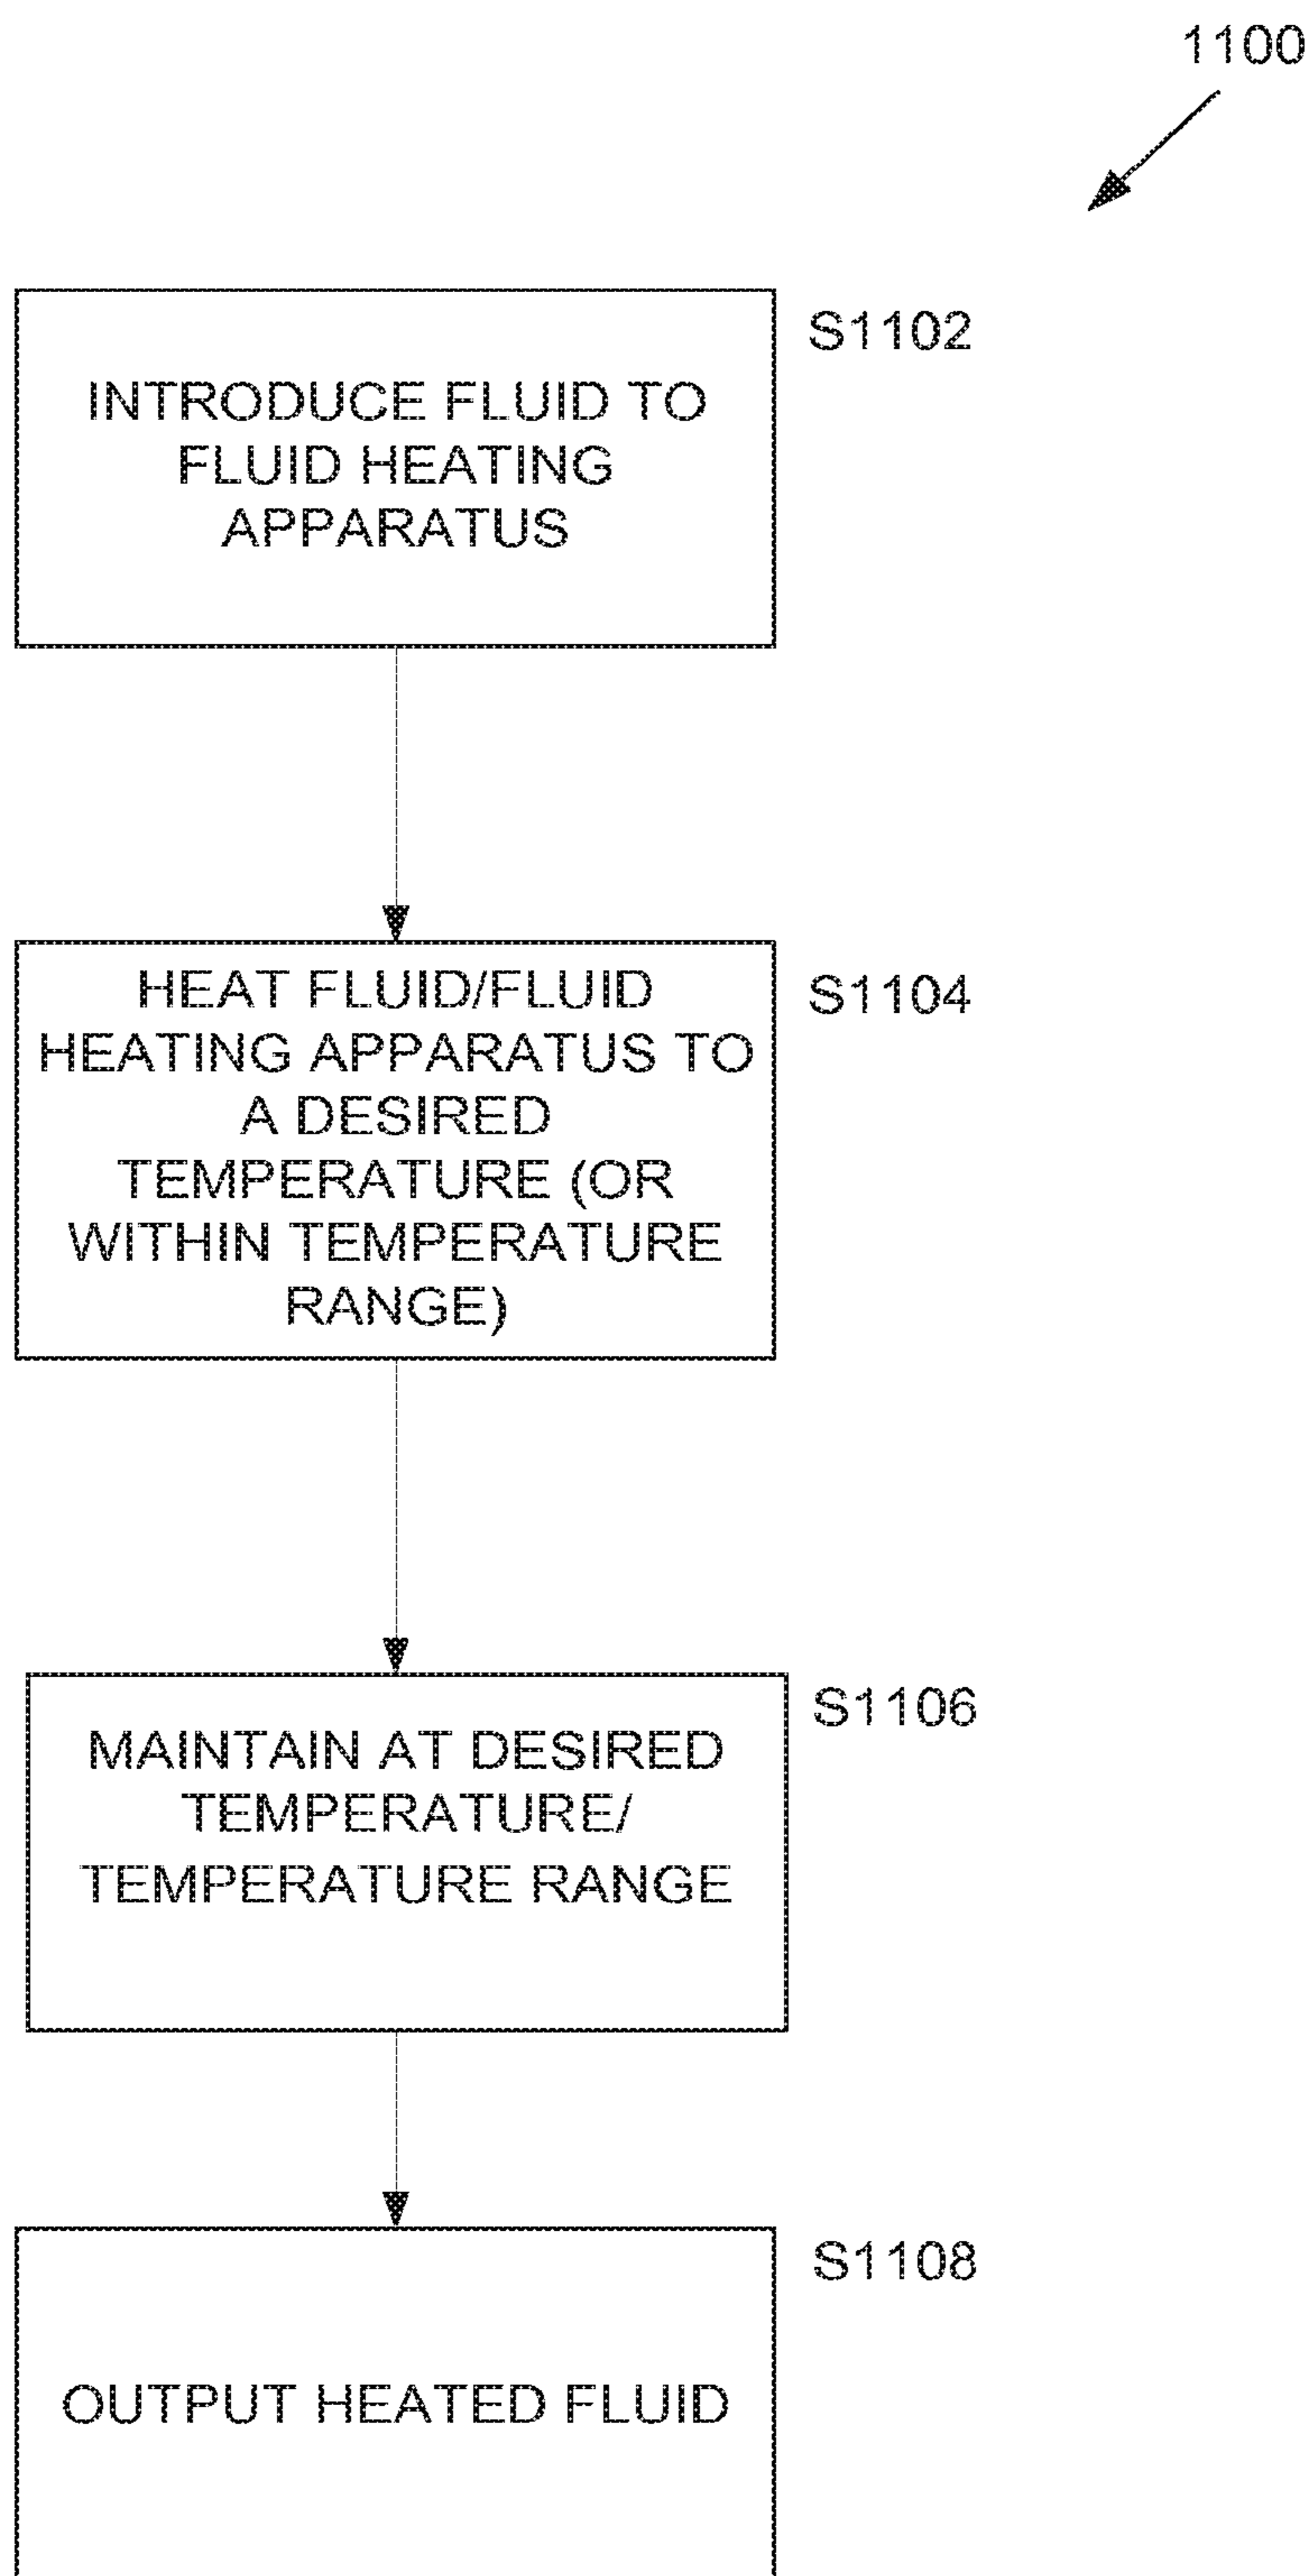 1100
S1102
INTRODUCE FLUID TO
FLUID HEATING
APPARATUS
S1104
HEAT FLUID/FLUID
HEATING APPARATUS TO
A DESIRED
TEMPERATURE (OR
WITHIN TEMPERATURE
RANGE)
S1106
MAINTAIN AT DESIRED
TEMPERATURE/
TEMPERATURE RANGE
S1108
OUTPUT HEATED FLUID